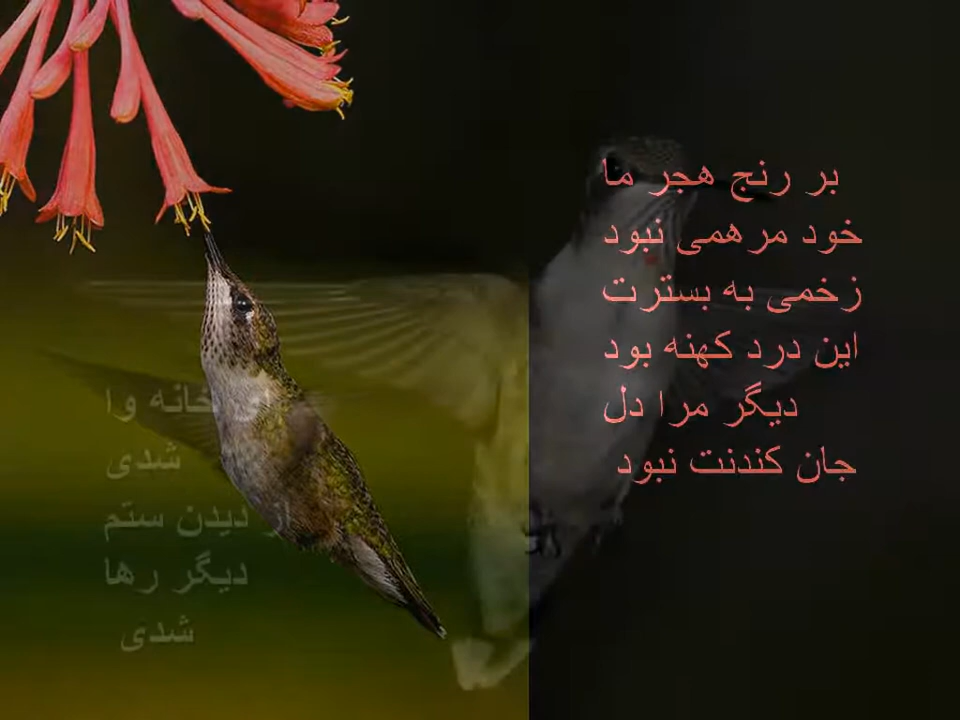 بر رنج هجر ما
خود مرهمی نبود
زخمی به بسترت
این درد کهنه بود
دیگر مرا دل
جان کندنت نبود
خانه وا
شدی
از دیدن ستم
دیگر رها
شدی